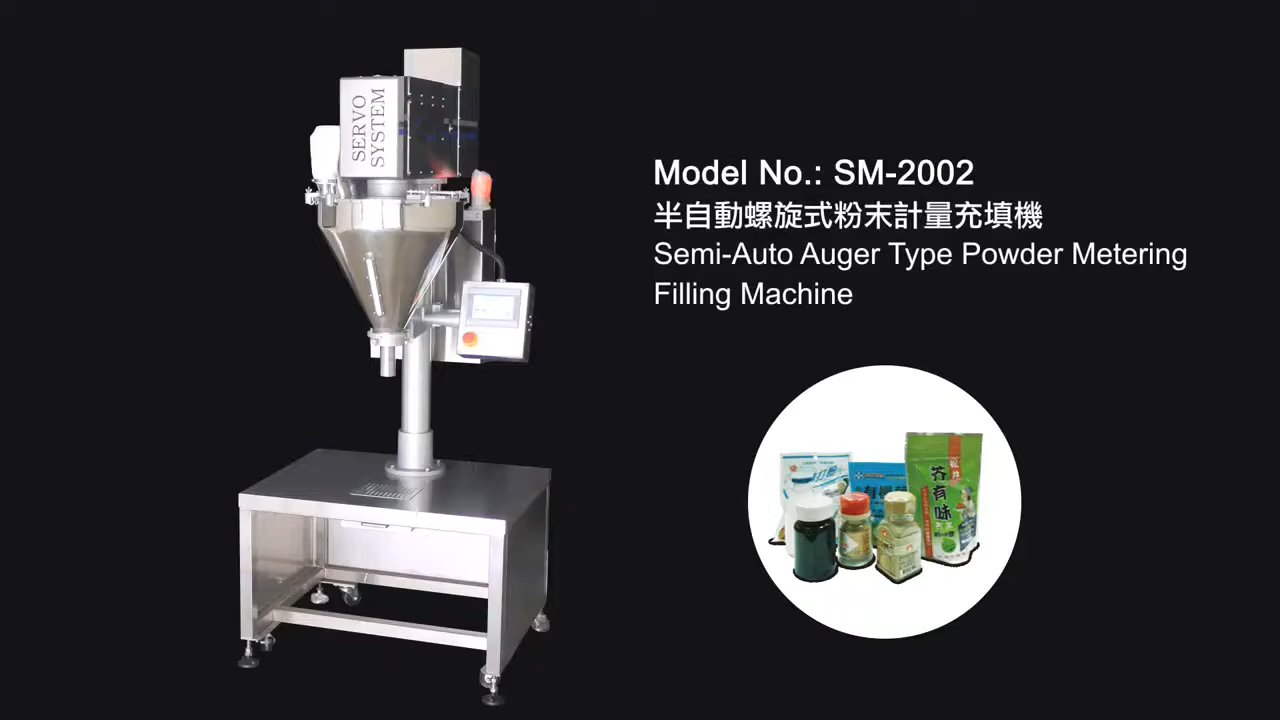 SERVO
SYSTEM
Model No.: SM-2002
半自動螺旋式粉末計量充填機
Semi-Auto Auger Type Powder Metering
Filling Machine
芥有味